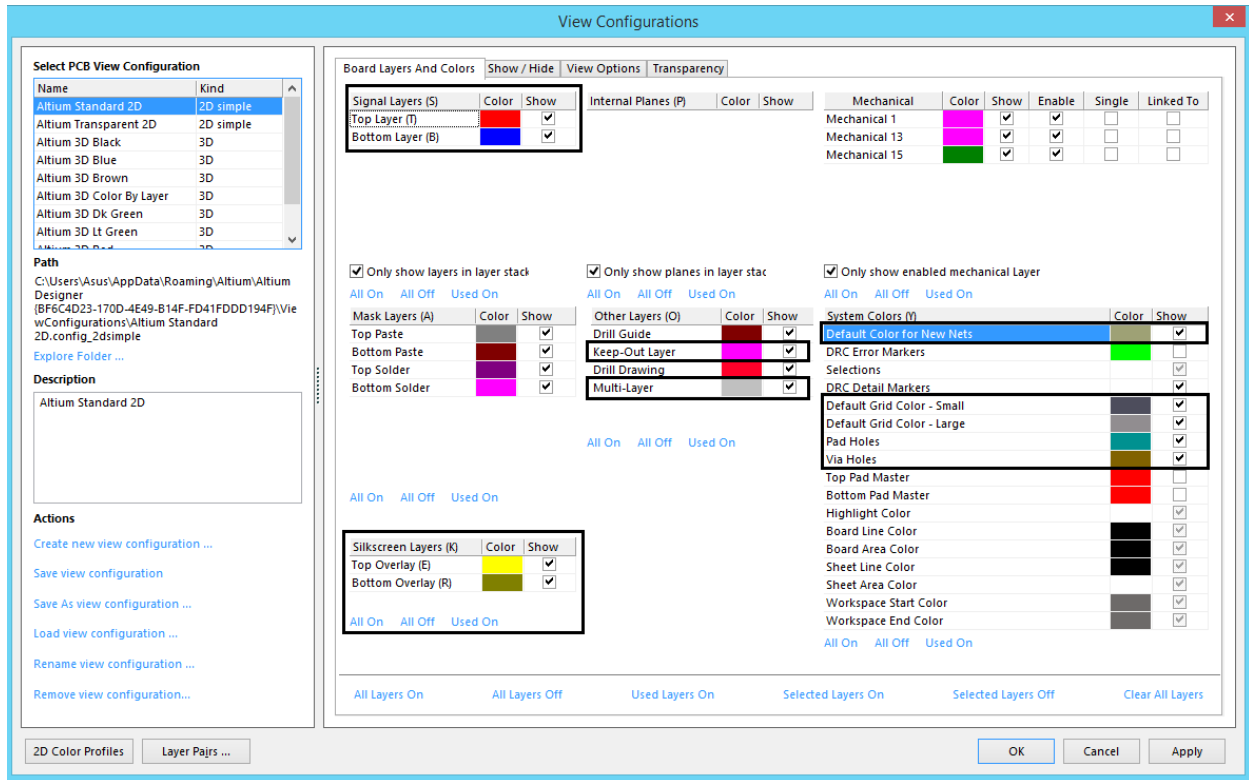 View Configurations
Select PCB View Configuration
Name Kind
Altium Standard 2D 2D simple
Altium Transparent 2D 2D simple
Altium 3D Black 3D
Altium 3D Blue 3D
Altium 3D Brown 3D
Altium 3D Color By Layer 3D
Altium 3D Dk Green 3D
Altium 3D Lt Green 3D
Path
C:\Users\Asus\AppData\Roaming\Altium\Altium
Designer
{BF6C4D23-170D-4E49-B14F-FD41FDDD194F}\Vie
wConfigurations\Altium Standard
2D.config_2dsimple
Explore Folder ...
Description
Altium Standard 2D
Actions
Create new view configuration ...
Save view configuration
Save As view configuration ...
Load view configuration ...
Rename view configuration ...
Remove view configuration...
Board Layers And Colors Show / Hide View Options Transparency
Signal Layers (S) Color Show
Top Layer (T)
Bottom Layer (B)
Internal Planes (P) Color Show
Mechanical Color Show Enable Single Linked To
Mechanical 1
Mechanical 13
Mechanical 15
Only show layers in layer stack
All On All Off Used On
Only show planes in layer stac
All On All Off Used On
Only show enabled mechanical Layer
All On All Off Used On
Mask Layers (A) Color Show
Top Paste
Bottom Paste
Top Solder
Bottom Solder
All On All Off Used On
Other Layers (O) Color Show
Drill Guide
Keep-Out Layer
Drill Drawing
Multi-Layer
All On All Off Used On
System Colors (Y) Color Show
Default Color for New Nets
DRC Error Markers
Selections
DRC Detail Markers
Default Grid Color - Small
Default Grid Color - Large
Pad Holes
Via Holes
Top Pad Master
Bottom Pad Master
Highlight Color
Board Line Color
Board Area Color
Sheet Line Color
Sheet Area Color
Workspace Start Color
Workspace End Color
All On All Off Used On
Silkscreen Layers (K) Color Show
Top Overlay (E)
Bottom Overlay (R)
All On All Off Used On
All Layers On All Layers Off Used Layers On Selected Layers On Selected Layers Off Clear All Layers
2D Color Profiles Layer Pairs ... OK Cancel Apply